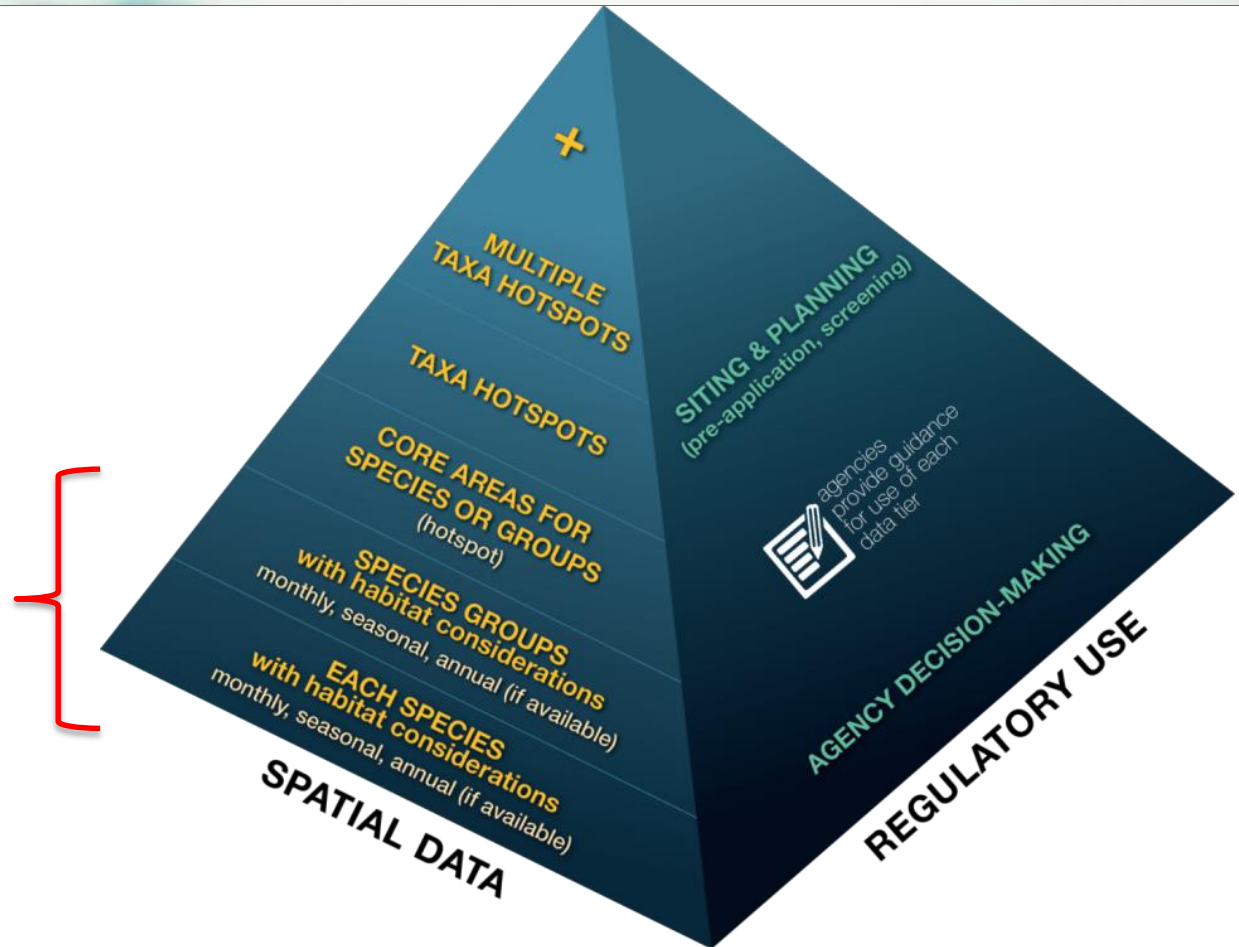 +
MULTIPLE
TAXA HOTSPOTS
TAXA HOTSPOTS
CORE AREAS FOR
SPECIES OR GROUPS
(hotspot)
SPECIES GROUPS
with habitat considerations
monthly, seasonal, annual (if available)
EACH SPECIES
with habitat considerations
monthly, seasonal, annual (if available)
SPATIAL DATA
SITING & PLANNING
(pre-application, screening)
agencies
provide guidance
for use of each
data tier
AGENCY DECISION-MAKING
REGULATORY USE